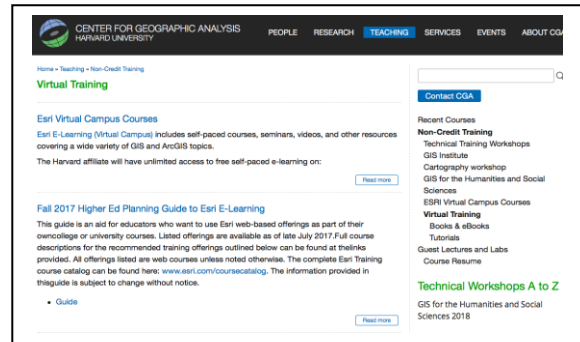 CENTER FOR GEOGRAPHIC ANALYSIS
HARVARD UNIVERSITY
PEOPLE RESEARCH TEACHING SERVICES EVENTS ABOUT CGA
Home » Teaching » Non-Credit Training
Virtual Training
Esri Virtual Campus Courses
Esri E-Learning (Virtual Campus) includes self-paced courses, seminars, videos, and other resources
covering a wide variety of GIS and ArcGIS topics.
The Harvard affiliate will have unlimited access to free self-paced e-learning on:
Read more
Fall 2017 Higher Ed Planning Guide to Esri E-Learning
This guide is an aid for educators who want to use Esri web-based offerings as part of their
owncollege or university courses. Listed offerings are available as of late July 2017.Full course
descriptions for the recommended training offerings outlined below can be found at thelinks
provided. All offerings listed are web courses unless noted otherwise. The complete Esri Training
course catalog can be found here: www.esri.com/coursecatalog. The information provided in
thisguide is subject to change without notice.
• Guide
Read more
Contact CGA
Recent Courses
Non-Credit Training
Technical Training Workshops
GIS Institute
Cartography workshop
GIS for the Humanities and Social
Sciences
ESRI Virtual Campus Courses
Virtual Training
Books & eBooks
Tutorials
Guest Lectures and Labs
Course Resume
Technical Workshops A to Z
GIS for the Humanities and Social
Sciences 2018